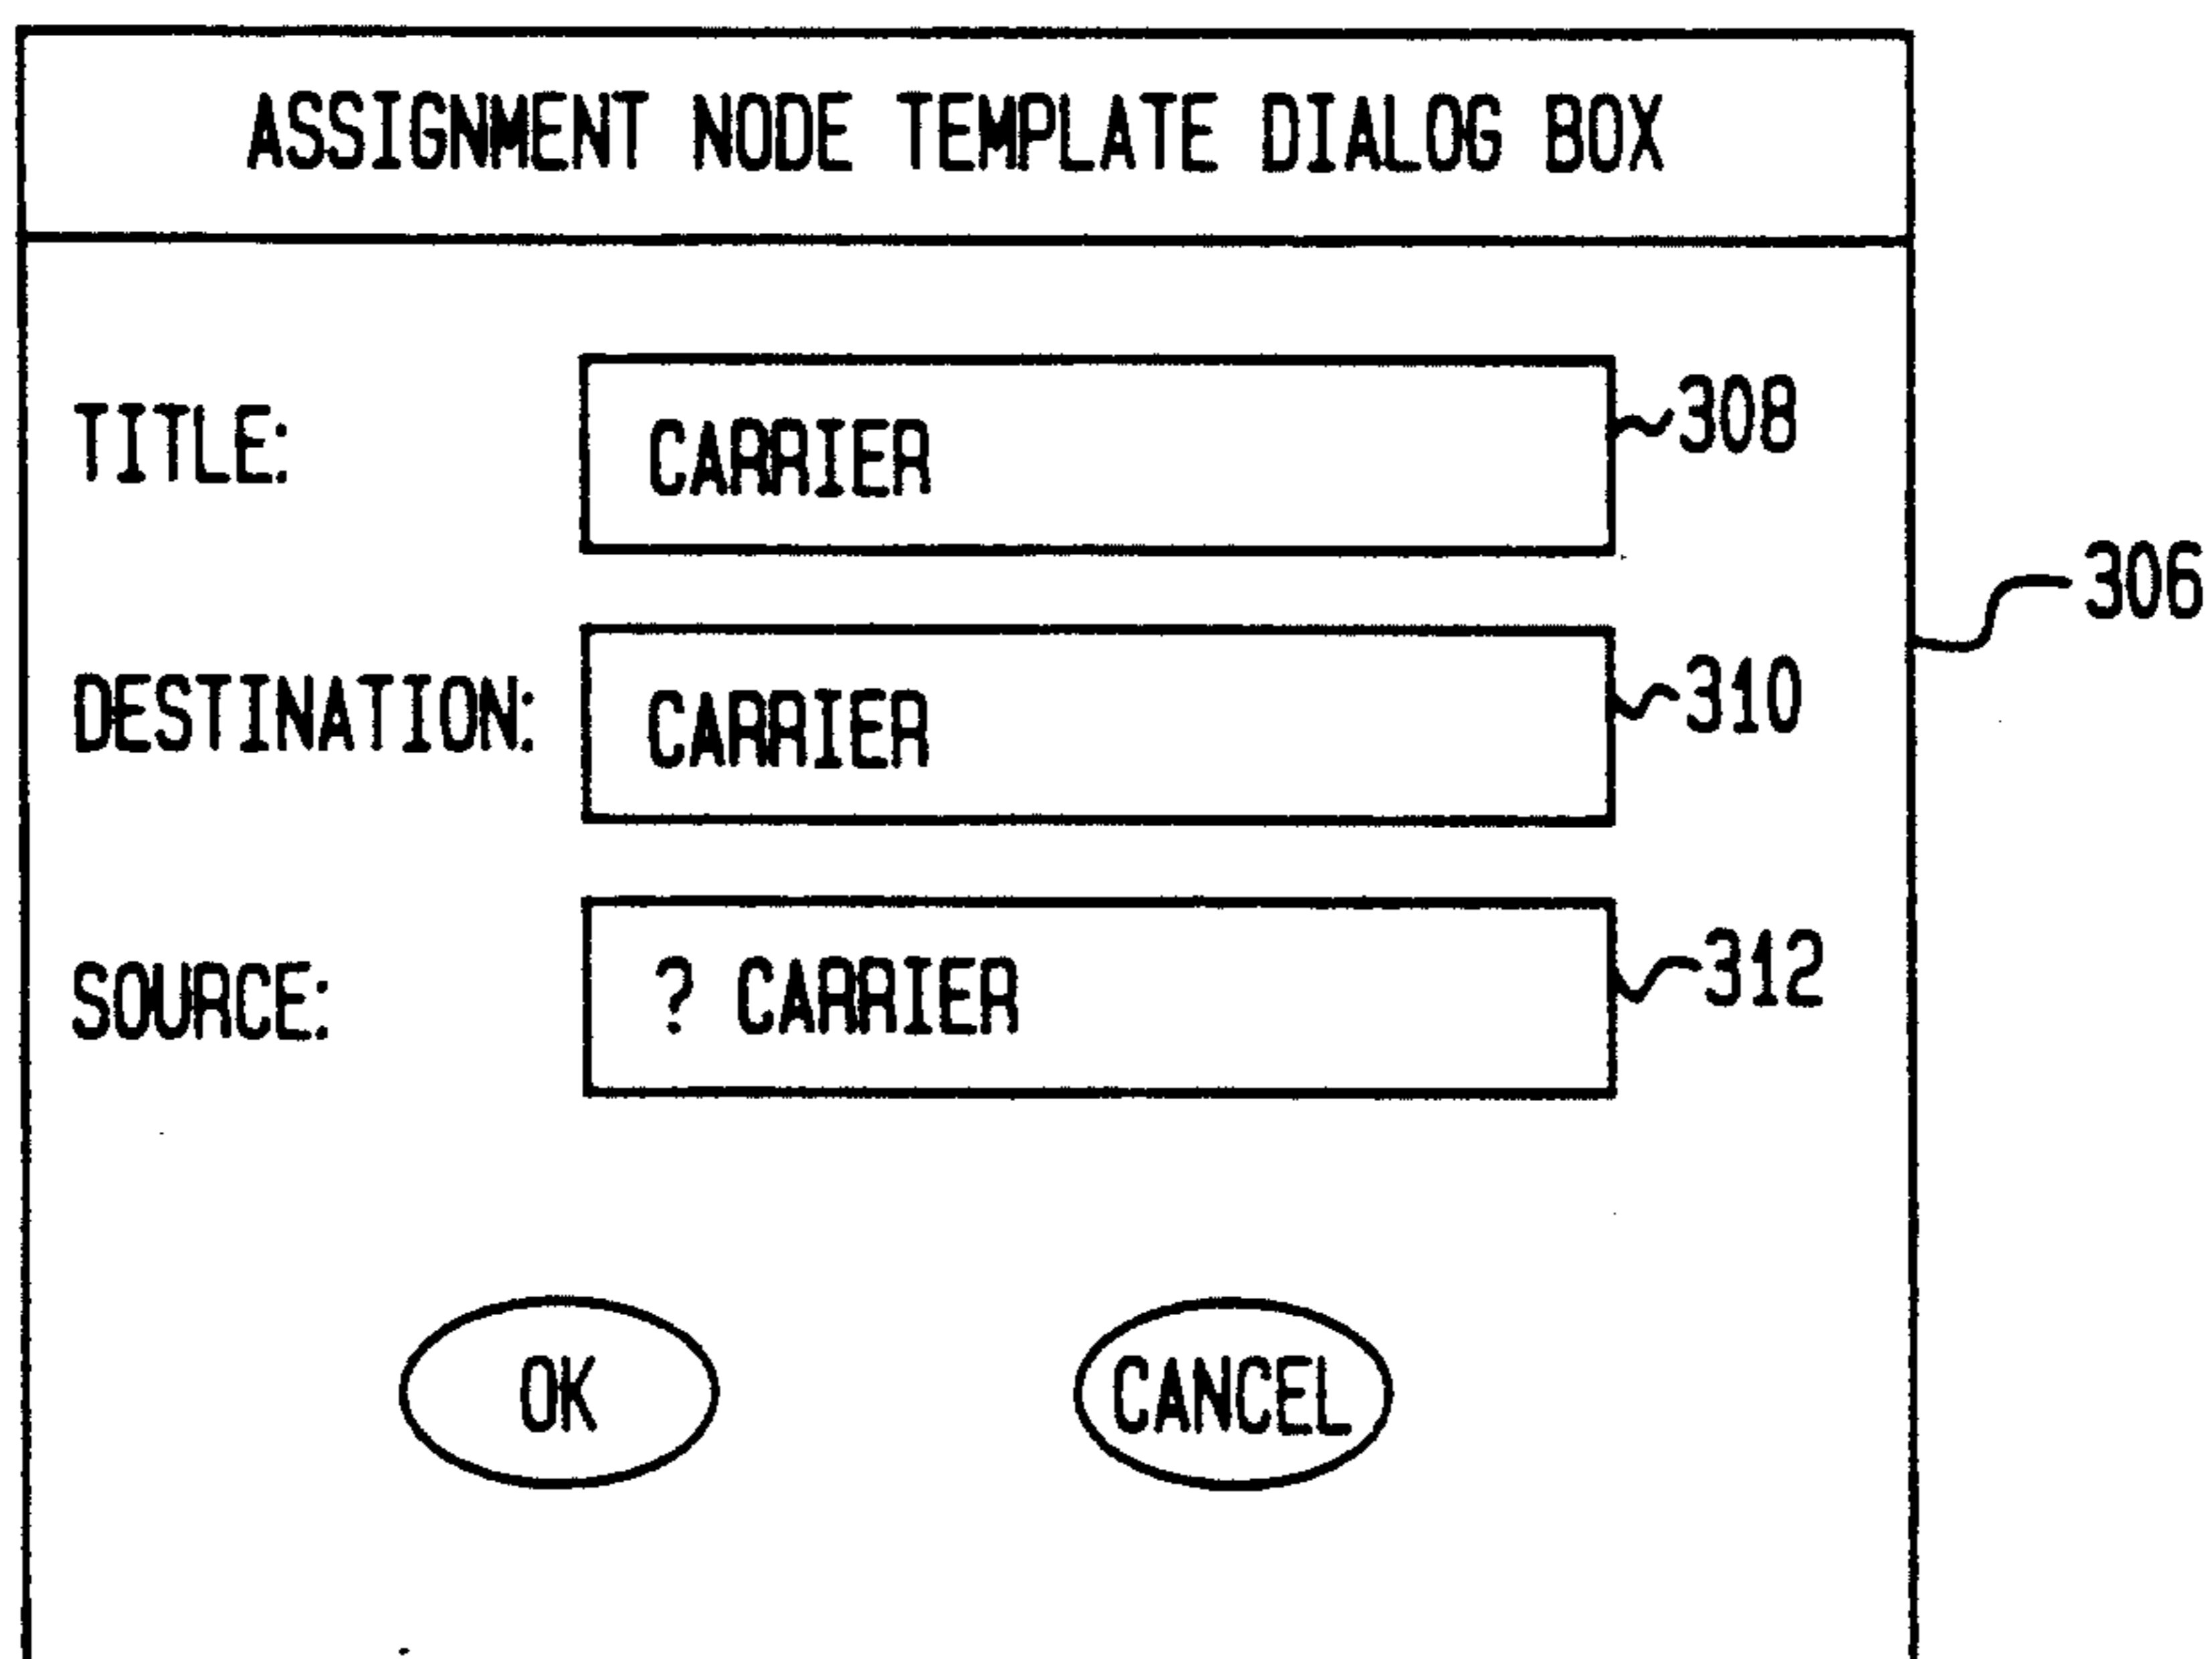 ASSIGNMENT NODE TEMPLATE DIALOG BOX
TITLE: CARRIER 308
306
DESTINATION: CARRIER 310
SOURCE: ? CARRIER 312
OK CANCEL